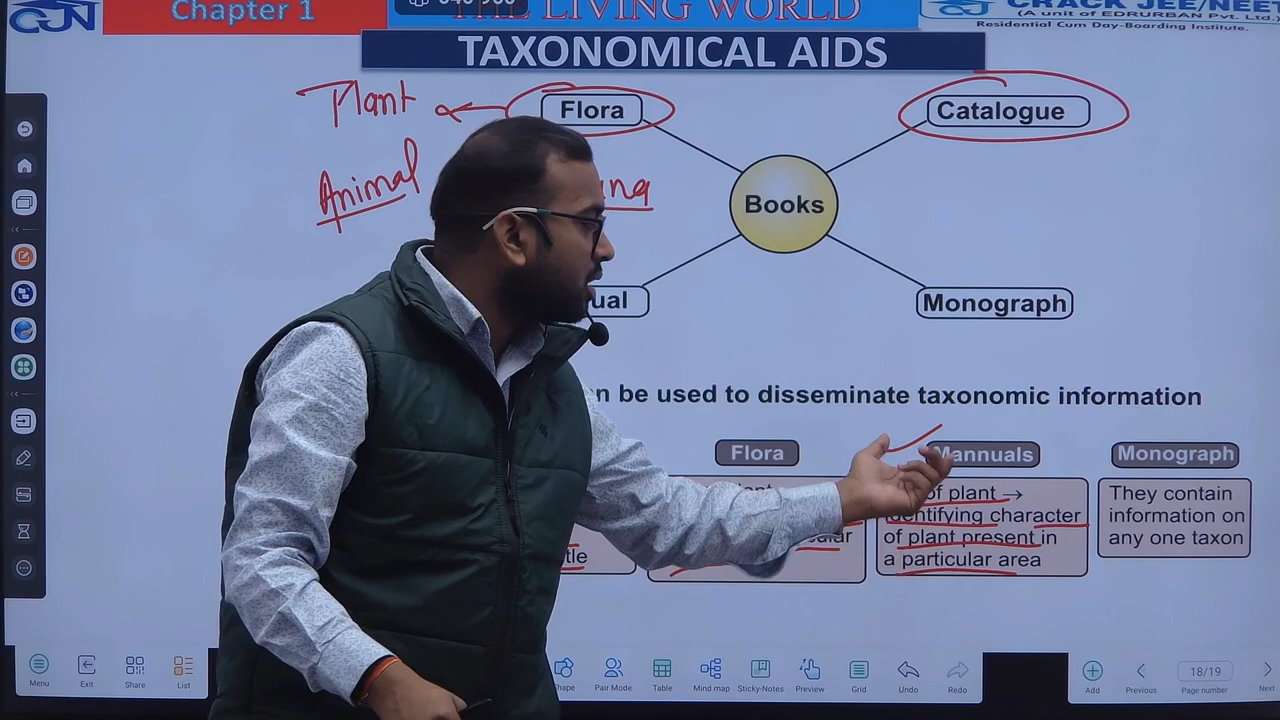 Chapter 1
THE LIVING WORLD
CRACK JEE/NEET
(A unit of EDRURBAN Pvt. Ltd.)
Residential Cum Day-Boarding Institute.
TAXONOMICAL AIDS
Plant
Flora
Catalogue
Animal
Books
Monograph
be used to disseminate taxonomic information
Flora
Mannuals
Monograph
of plant →
identifying character
of plant present in
a particular area
They contain
information on
any one taxon
Menu
Exit
Share
List
Pair Mode
Table
Mind map
Sticky-Notes
Preview
Grid
Undo
Redo
Add
Previous
18/19
Page number
Next